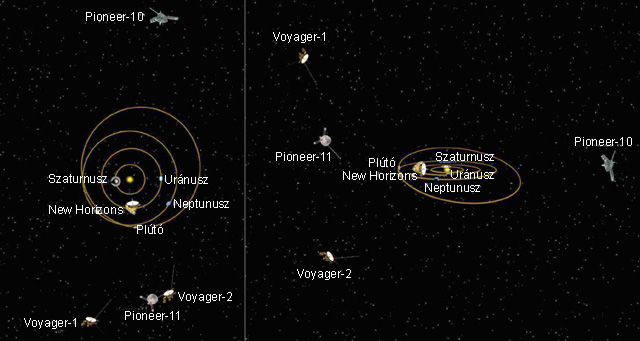 Pioneer-10
Szaturnusz
Uránusz
New Horizons
Neptunusz
Plútó
Voyager-2
Pioneer-11
Voyager-1
Voyager-1
Pioneer-11
Pioneer-10
Plútó
Szaturnusz
New Horizons
Uránusz
Neptunusz
Voyager-2